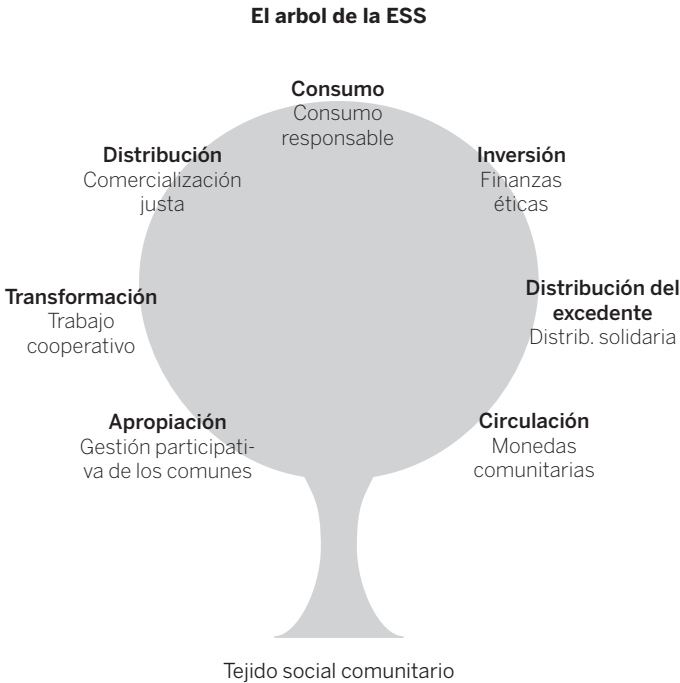 El arbol de la ESS
Consumo
Consumo
responsable
Distribución
Comercialización
justa
Inversión
Finanzas
éticas
Transformación
Trabajo
cooperativo
Distribución del
excedente
Distrib. solidaria
Apropiación
Gestión participati-
va de los comunes
Circulación
Monedas
comunitarias
Tejido social comunitario